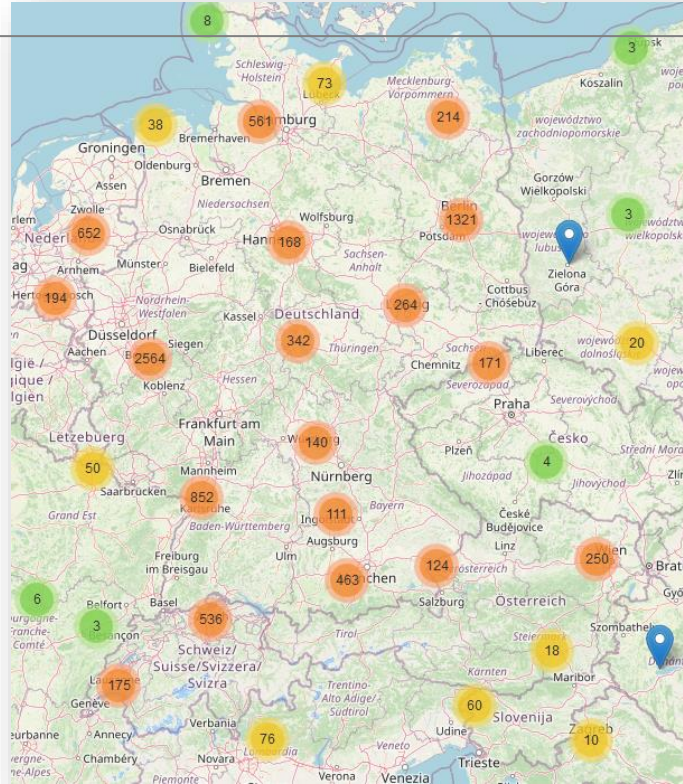 8
3
Schleswig-
Holstein
Koszalin
73
Mecklenburg-
Vorpommern
38
561
214
województwo
zachodniopomorskie
Groningen
Bremerhaven
Oldenburg
Assen
Bremen
Gorzów
Wielkopolski
Zwolle
Niedersachsen
Wolfsburg
Berlin
1321
3
652
Osnabrück
168
Potsdam
Arnhem
Münster
Bielefeld
Sachsen-
Anhalt
Zielona
Góra
194
Nordrhein-
Westfalen
Cottbus
- Chóśebuz
264
Kassel
Deutschland
Düsseldorf
342
20
Aachen
Siegen
Thüringen
Liberec
2564
Chemnitz
171
Koblenz
Hessen
Severozápad
Severovýchod
Praha
Frankfurt am
Main
Lëtzebuerg
140
Plzeň
Česko
50
Mannheim
Nürnberg
4
Saarbrücken
Jihozápad
Jihovýchod
852
Karlsruhe
Grand Est
111
Bayern
Baden-Württemberg
České
Budějovice
Augsburg
Linz
Freiburg
im Breisgau
Ulm
250
463
124
Salzburg
6
Belfort
Basel
Österreich
3
536
Szombathely
Tirol
Schweiz/
Suisse/Svizzera/
Svizra
Steiermark
18
175
Kärnten
Maribor
Genève
Trentino-
Alto Adige/
Südtirol
60
Slovenija
Annecy
Verbania
76
Udine
Zagreb
10
Chambéry
Novara
Veneto
Trieste
Verona
Venezia
Piemonte